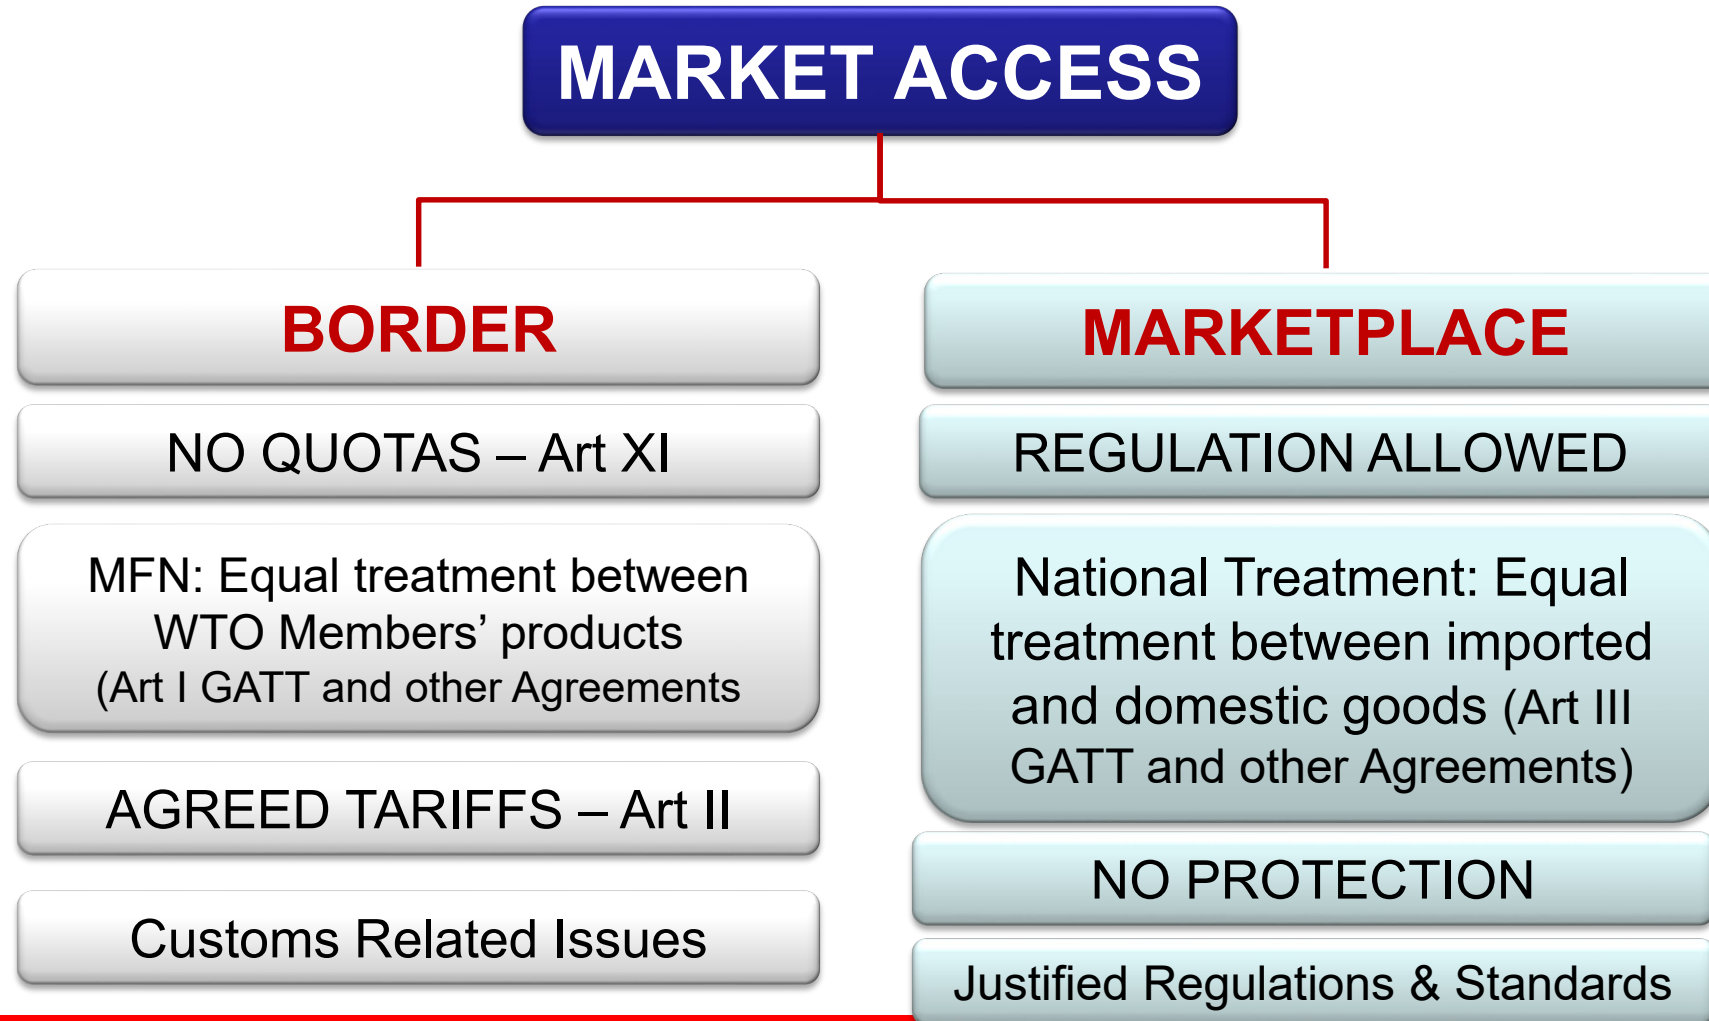 MARKET ACCESS
BORDER
NO QUOTAS – Art XI
MFN: Equal treatment between
WTO Members’ products
(Art I GATT and other Agreements
AGREED TARIFFS – Art II
Customs Related Issues
MARKETPLACE
REGULATION ALLOWED
National Treatment: Equal
treatment between imported
and domestic goods (Art III
GATT and other Agreements)
NO PROTECTION
Justified Regulations & Standards